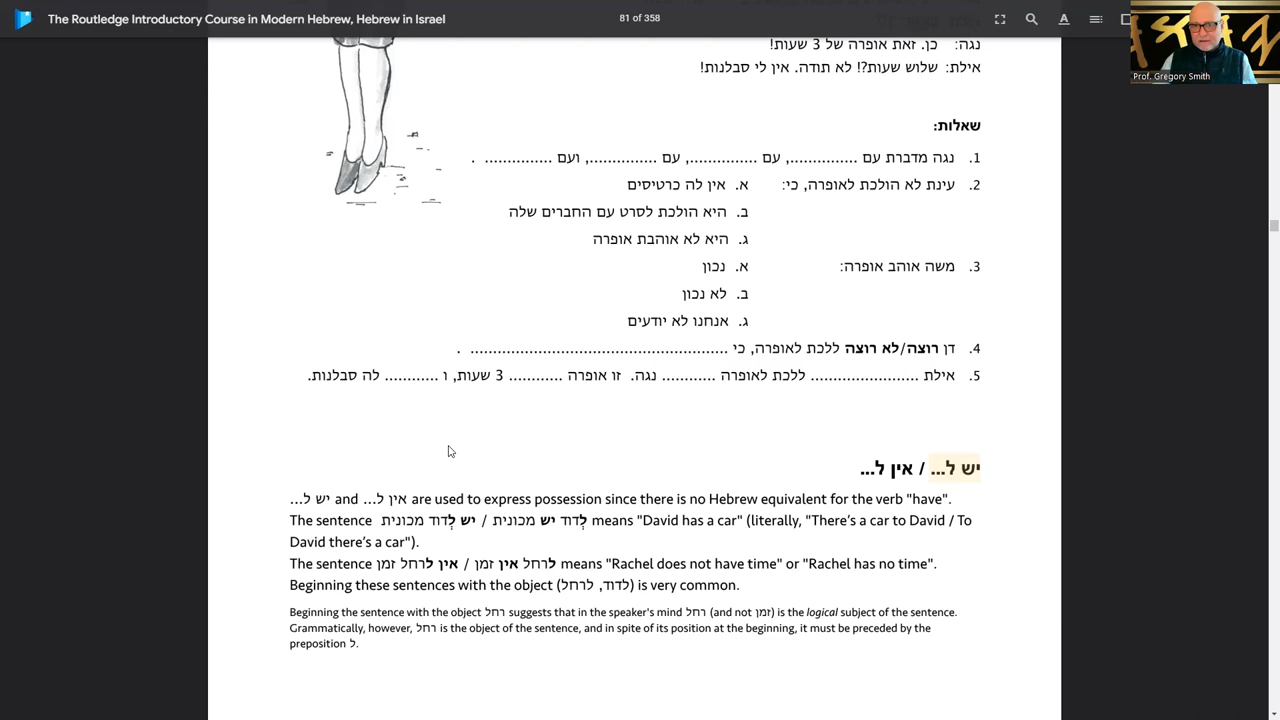 The Routledge Introductory Course in Modern Hebrew, Hebrew in Israel
81 of 358
Prof. Gregory Smith
נגה: כן. זאת אופרה של 3 שעות!
אילת: שלוש שעות?! לא תודה. אין לי סבלנות!
שאלות:
1. נגה מדברת עם ..............., עם ..............., עם ..............., ועם ............... .
2. עינת לא הולכת לאופרה, כי: א. אין לה כרטיסים
ב. היא הולכת לסרט עם החברים שלה
ג. היא לא אוהבת אופרה
3. משה אוהב אופרה: א. נכון
ב. לא נכון
ג. אנחנו לא יודעים
4. דן רוצה/לא רוצה ללכת לאופרה, כי ......................................................... .
5. אילת ........................ ללכת לאופרה ............ נגה. זו אופרה ............ 3 שעות, ו ............ לה סבלנות.
יש ל... / אין ל...
יש ל... and אין ל... are used to express possession since there is no Hebrew equivalent for the verb "have".
The sentence לְדוד יש מכונית / יש לְדוד מכונית means "David has a car" (literally, "There's a car to David / To
David there's a car").
The sentence לרחל אין זמן / אין לרחל זמן means "Rachel does not have time" or "Rachel has no time".
Beginning these sentences with the object (לדוד, לרחל) is very common.
Beginning the sentence with the object רחל suggests that in the speaker's mind רחל (and not זמן) is the logical subject of the sentence.
Grammatically, however, רחל is the object of the sentence, and in spite of its position at the beginning, it must be preceded by the
preposition ל.